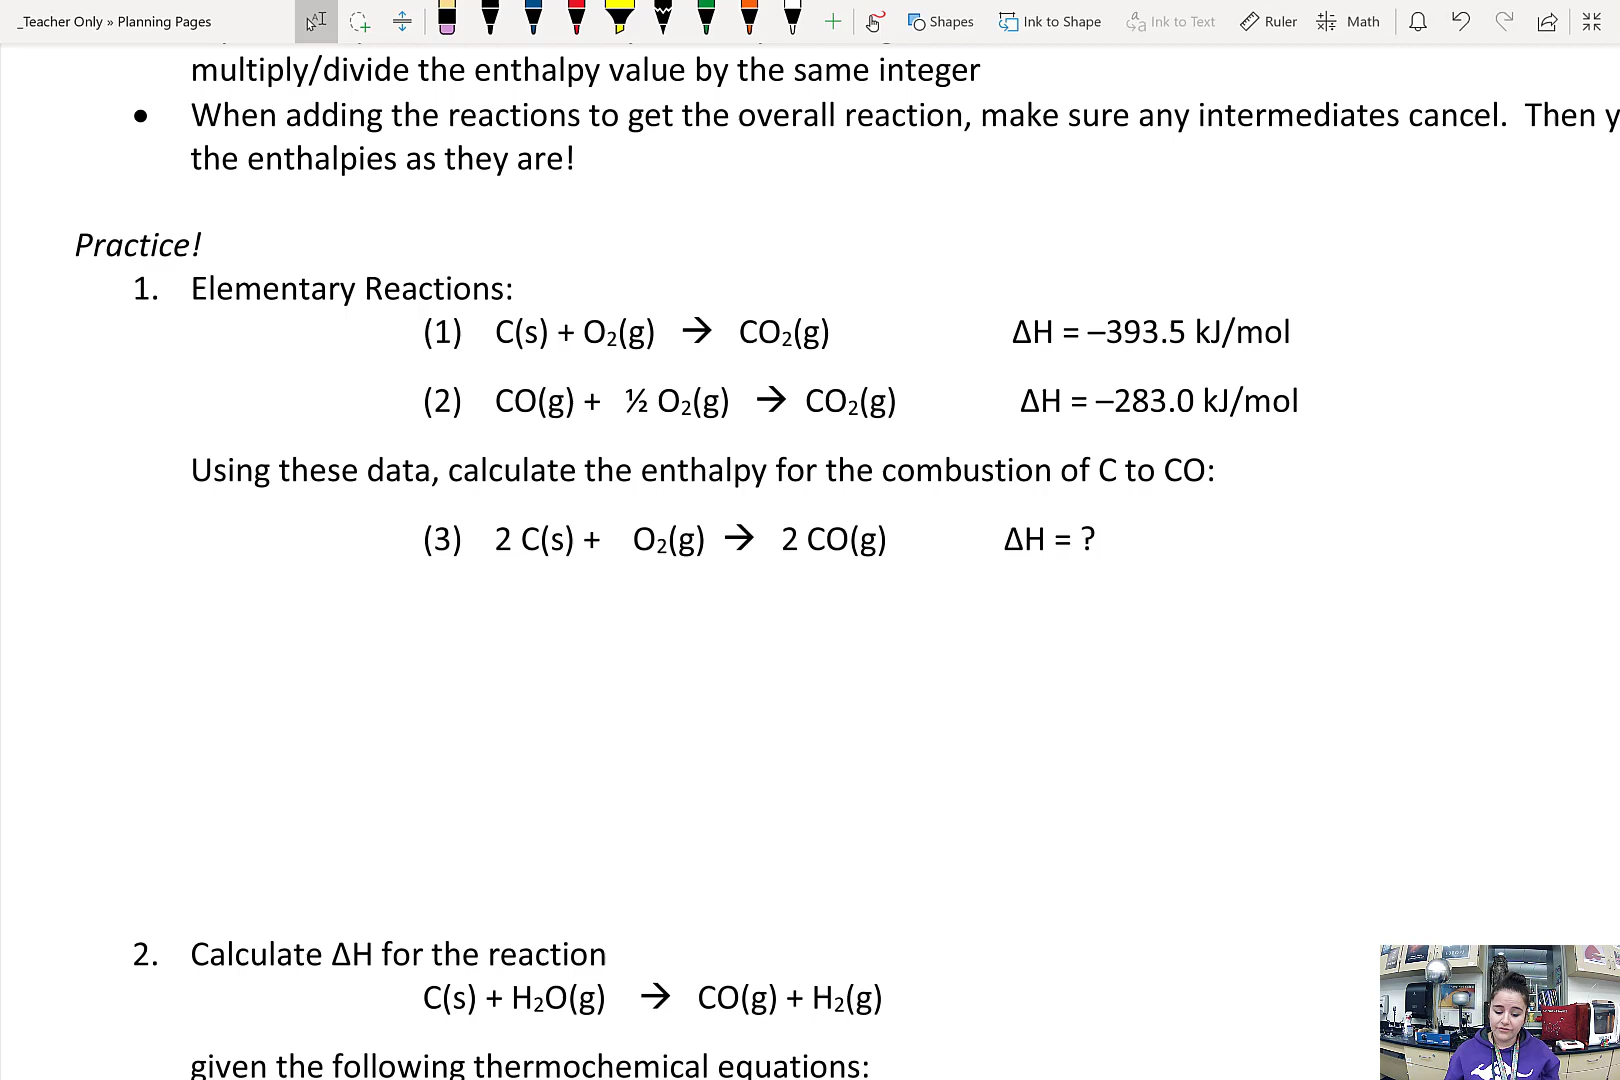 _Teacher Only » Planning Pages
Shapes
Ink to Shape
Ink to Text
Ruler
Math
multiply/divide the enthalpy value by the same integer
• When adding the reactions to get the overall reaction, make sure any intermediates cancel. Then y
the enthalpies as they are!
Practice!
1. Elementary Reactions:
(1) C(s) + O₂(g) → CO₂(g) ΔH = –393.5 kJ/mol
(2) CO(g) + ½ O₂(g) → CO₂(g) ΔH = –283.0 kJ/mol
Using these data, calculate the enthalpy for the combustion of C to CO:
(3) 2 C(s) + O₂(g) → 2 CO(g) ΔH = ?
2. Calculate ΔH for the reaction
C(s) + H₂O(g) → CO(g) + H₂(g)
given the following thermochemical equations: